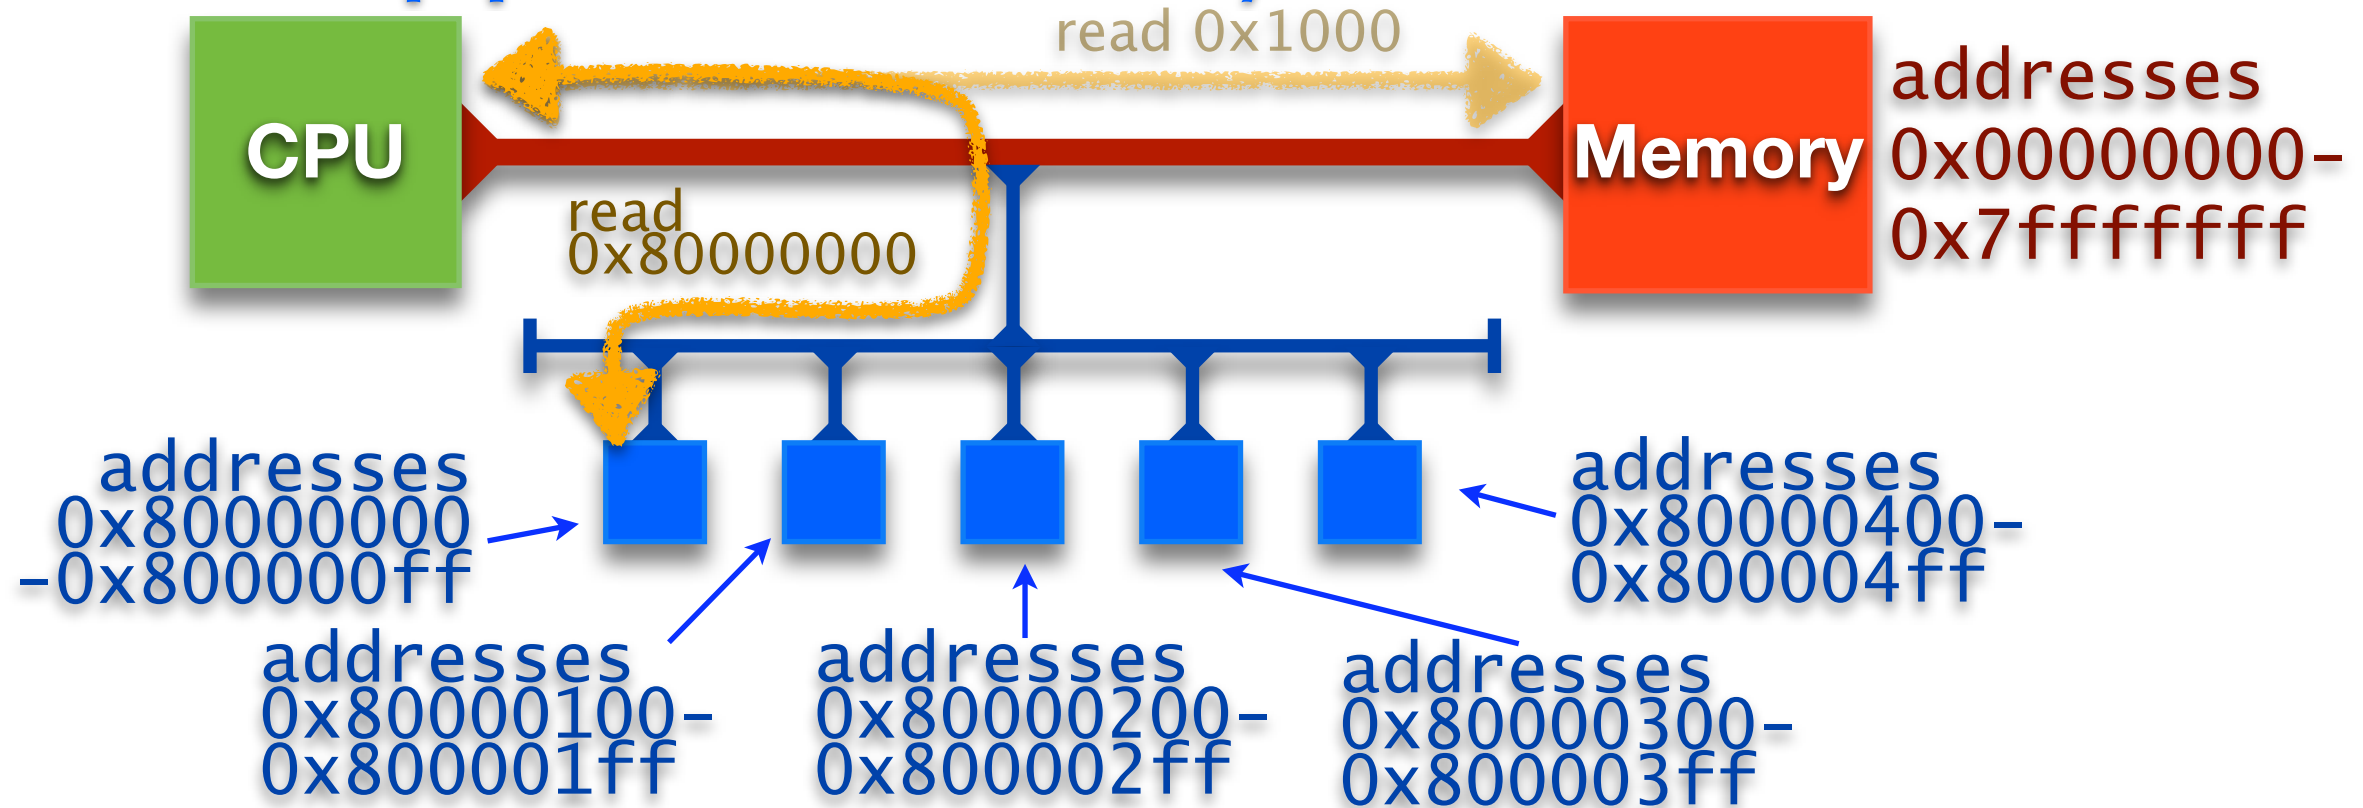 read 0x1000
CPU
Memory
addresses
0x00000000-
0x7fffffff
read
0x80000000
addresses
0x80000000
-0x800000ff
addresses
0x80000400-
0x800004ff
addresses
0x80000100-
0x800001ff
addresses
0x80000200-
0x800002ff
addresses
0x80000300-
0x800003ff